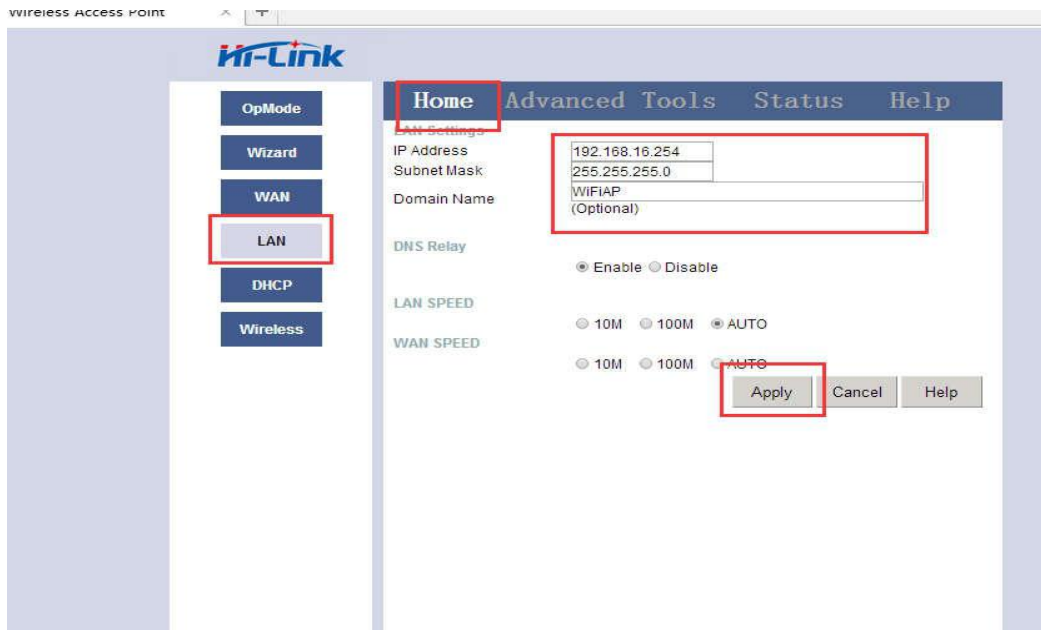 Wireless Access Point × +
Hi-Link
Home Advanced Tools Status Help
OpMode
Wizard
WAN
LAN
DHCP
Wireless
LAN Settings
IP Address 192.168.16.254
Subnet Mask 255.255.255.0
Domain Name WiFiAP
(Optional)
DNS Relay
Enable Disable
LAN SPEED
10M 100M AUTO
WAN SPEED
10M 100M AUTO
Apply Cancel Help